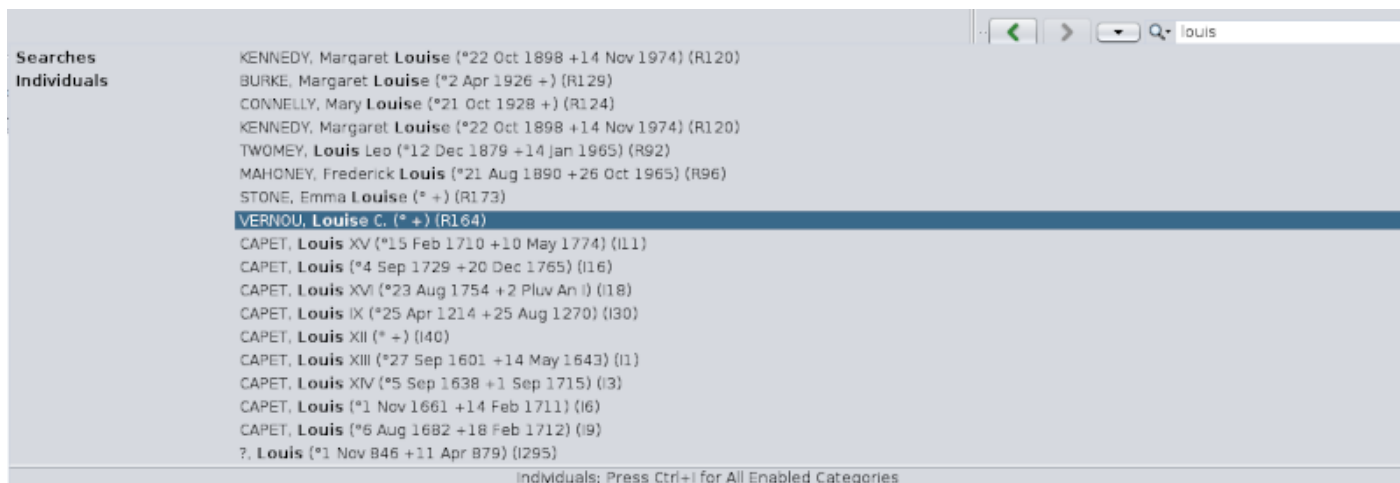 louis
Searches KENNEDY, Margaret Louise (°22 Oct 1898 +14 Nov 1974) (R120)
Individuals BURKE, Margaret Louise (°2 Apr 1926 +) (R129)
CONNELLY, Mary Louise (°21 Oct 1928 +) (R124)
KENNEDY, Margaret Louise (°22 Oct 1898 +14 Nov 1974) (R120)
TWOMEY, Louis Leo (°12 Dec 1879 +14 Jan 1965) (R92)
MAHONEY, Frederick Louis (°21 Aug 1890 +26 Oct 1965) (R96)
STONE, Emma Louise (° +) (R173)
VERNOU, Louise C. (° +) (R164)
CAPET, Louis XV (°15 Feb 1710 +10 May 1774) (I11)
CAPET, Louis (°4 Sep 1729 +20 Dec 1765) (I16)
CAPET, Louis XVI (°23 Aug 1754 +2 Pluv An I) (I18)
CAPET, Louis IX (°25 Apr 1214 +25 Aug 1270) (I30)
CAPET, Louis XII (° +) (I40)
CAPET, Louis XIII (°27 Sep 1601 +14 May 1643) (I1)
CAPET, Louis XIV (°5 Sep 1638 +1 Sep 1715) (I3)
CAPET, Louis (°1 Nov 1661 +14 Feb 1711) (I6)
CAPET, Louis (°6 Aug 1682 +18 Feb 1712) (I9)
?, Louis (°1 Nov 846 +11 Apr 879) (I295)
Individuals; Press Ctrl+I for All Enabled Categories